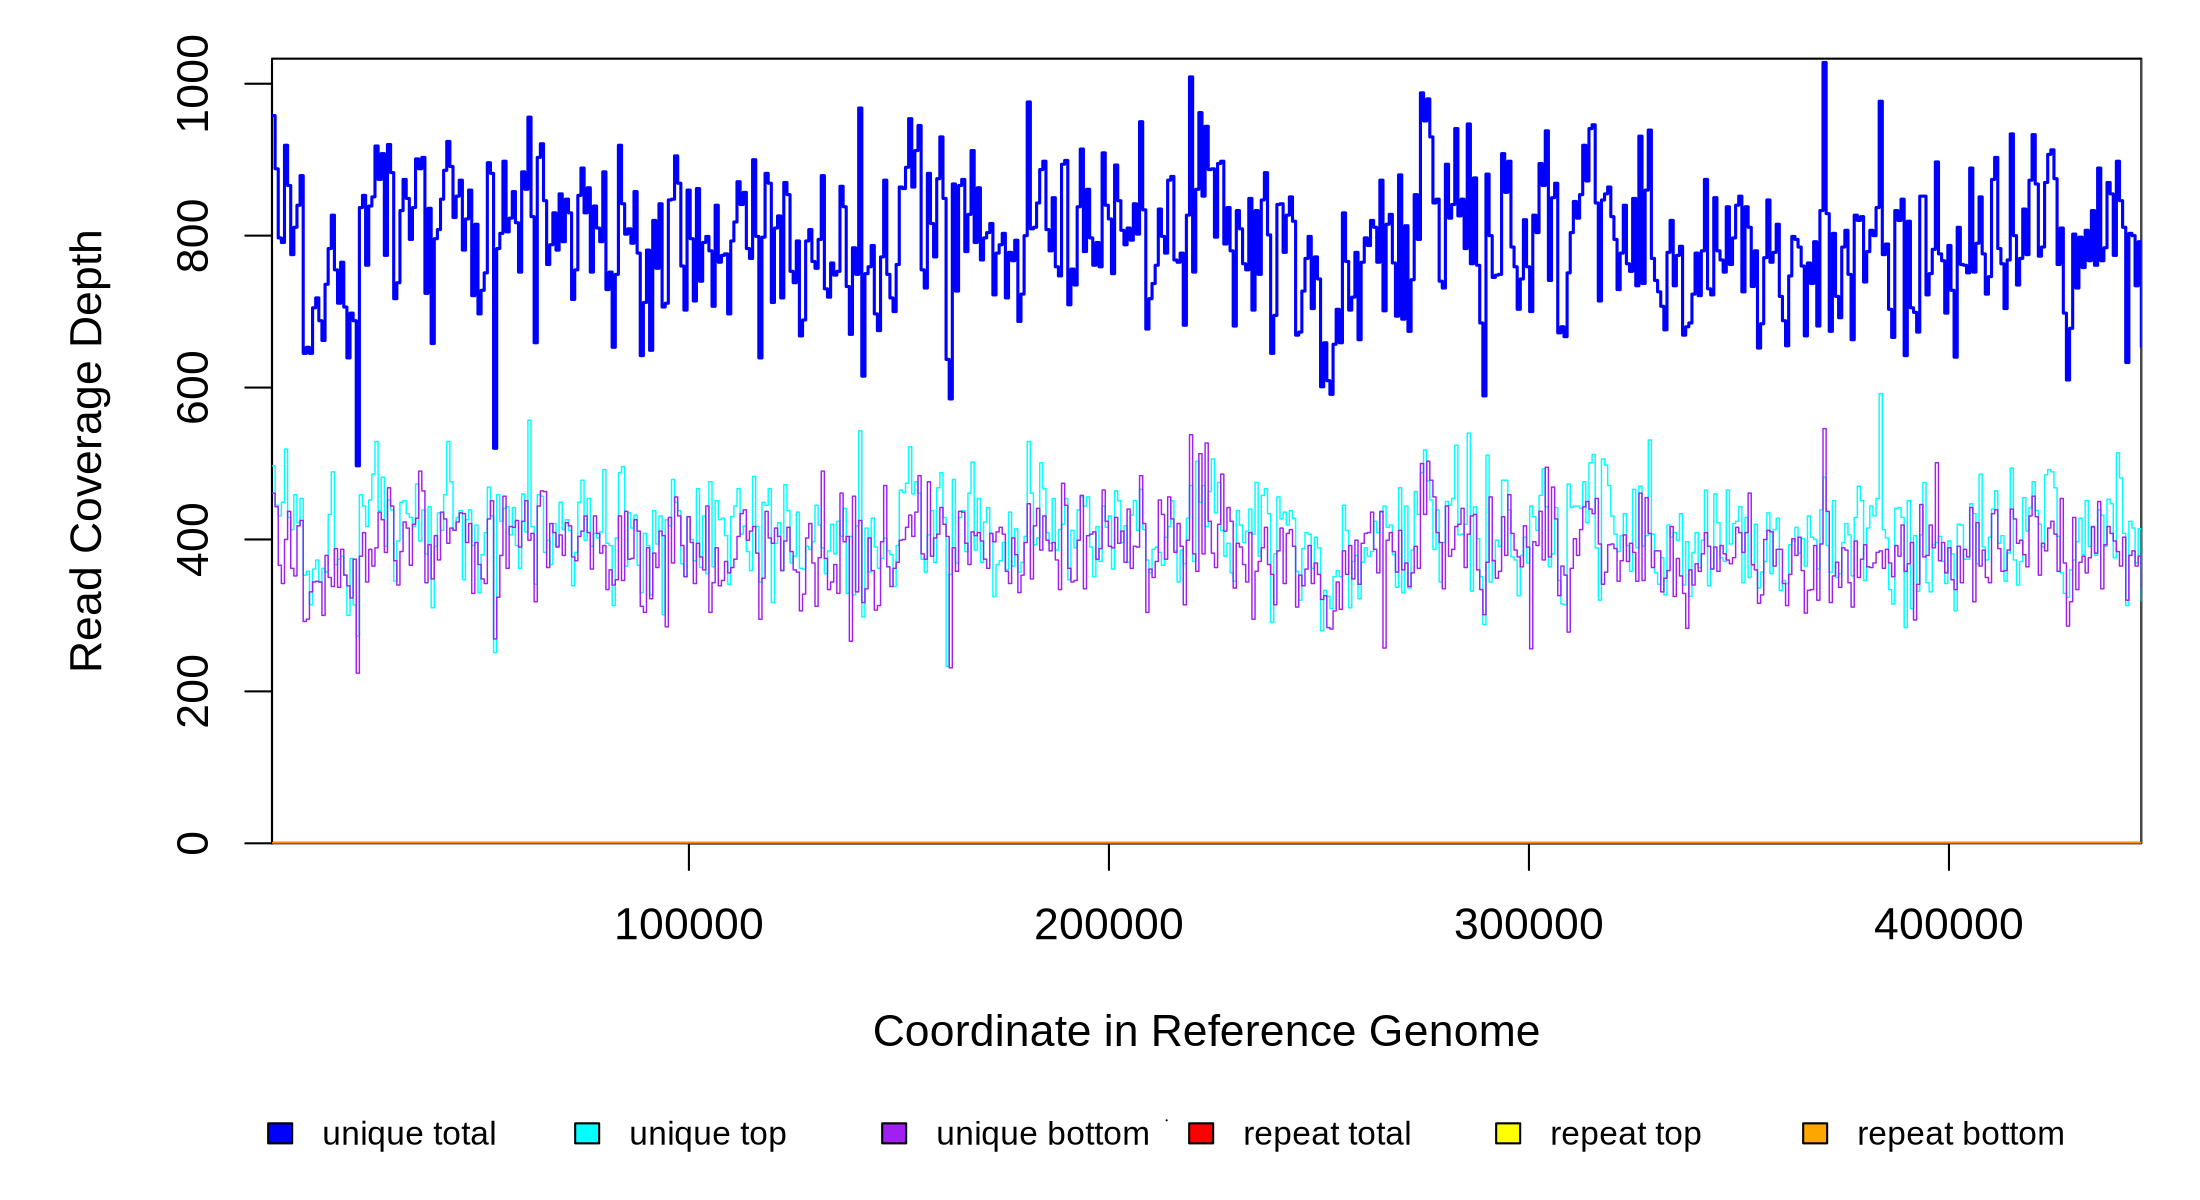 Read Coverage Depth
1000
800
600
400
200
0
100000 200000 300000 400000
Coordinate in Reference Genome
unique total unique top unique bottom repeat total repeat top repeat bottom